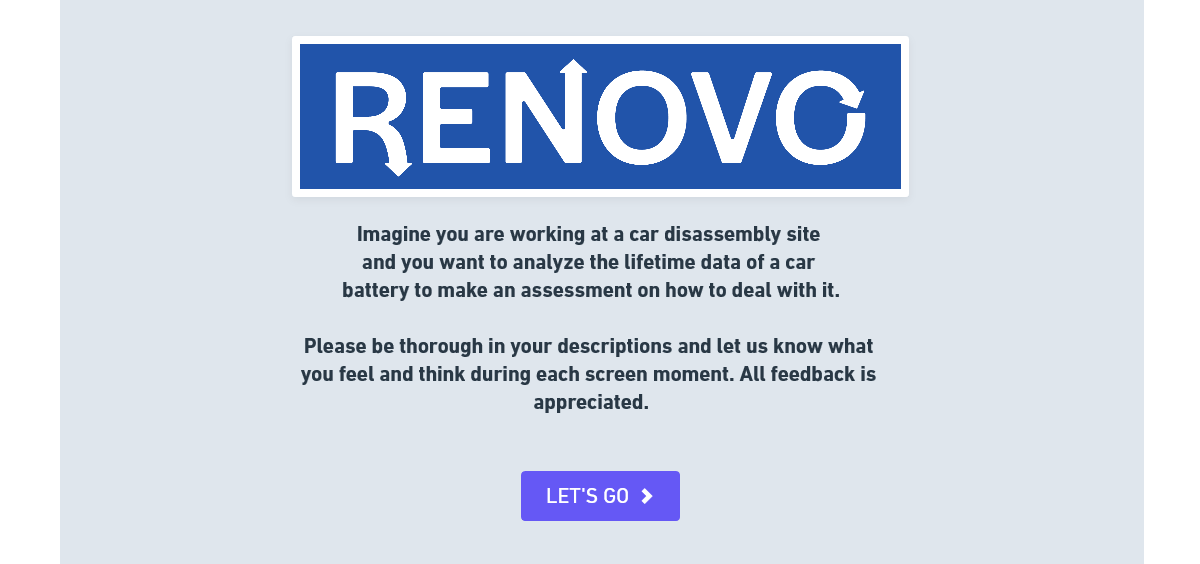 RENOVO
Imagine you are working at a car disassembly site
and you want to analyze the lifetime data of a car
battery to make an assessment on how to deal with it.
Please be thorough in your descriptions and let us know what
you feel and think during each screen moment. All feedback is
appreciated.
LET'S GO